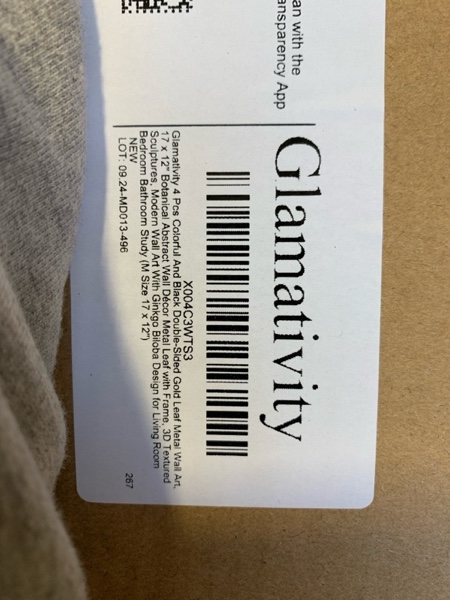 an with the
ansparency App
Glamativity
X004C3WTS3
Glamativity 4 Pcs Colorful And Black Double-Sided Gold Leaf Metal Wall Art,
17 x 12" Botanical Abstract Wall Décor Metal Leaf with Frame, 3D Textured
Sculptures, Modern Wall Art With Ginkgo Biloba Design for Living Room
Bedroom Bathroom Study (M Size 17 x 12")
NEW
LOT: 09.24-MD013-496
267